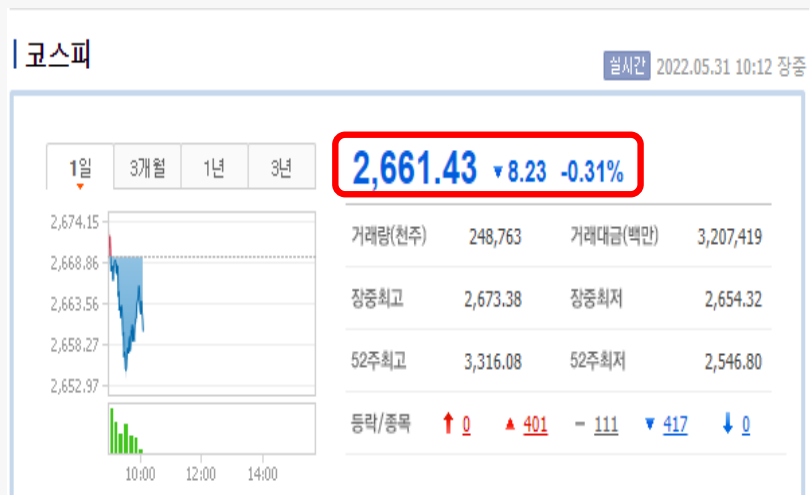 코스피
실시간 2022.05.31 10:12 장중
1일 3개월 1년 3년
2,661.43 ▼ 8.23 -0.31%
2,674.15
2,668.86
2,663.56
2,658.27
2,652.97
10:00 12:00 14:00
거래량(천주) 248,763 거래대금(백만) 3,207,419
장중최고 2,673.38 장중최저 2,654.32
52주최고 3,316.08 52주최저 2,546.80
등락/종목 ↑ 0 ▲ 401 − 111 ▼ 417 ↓ 0